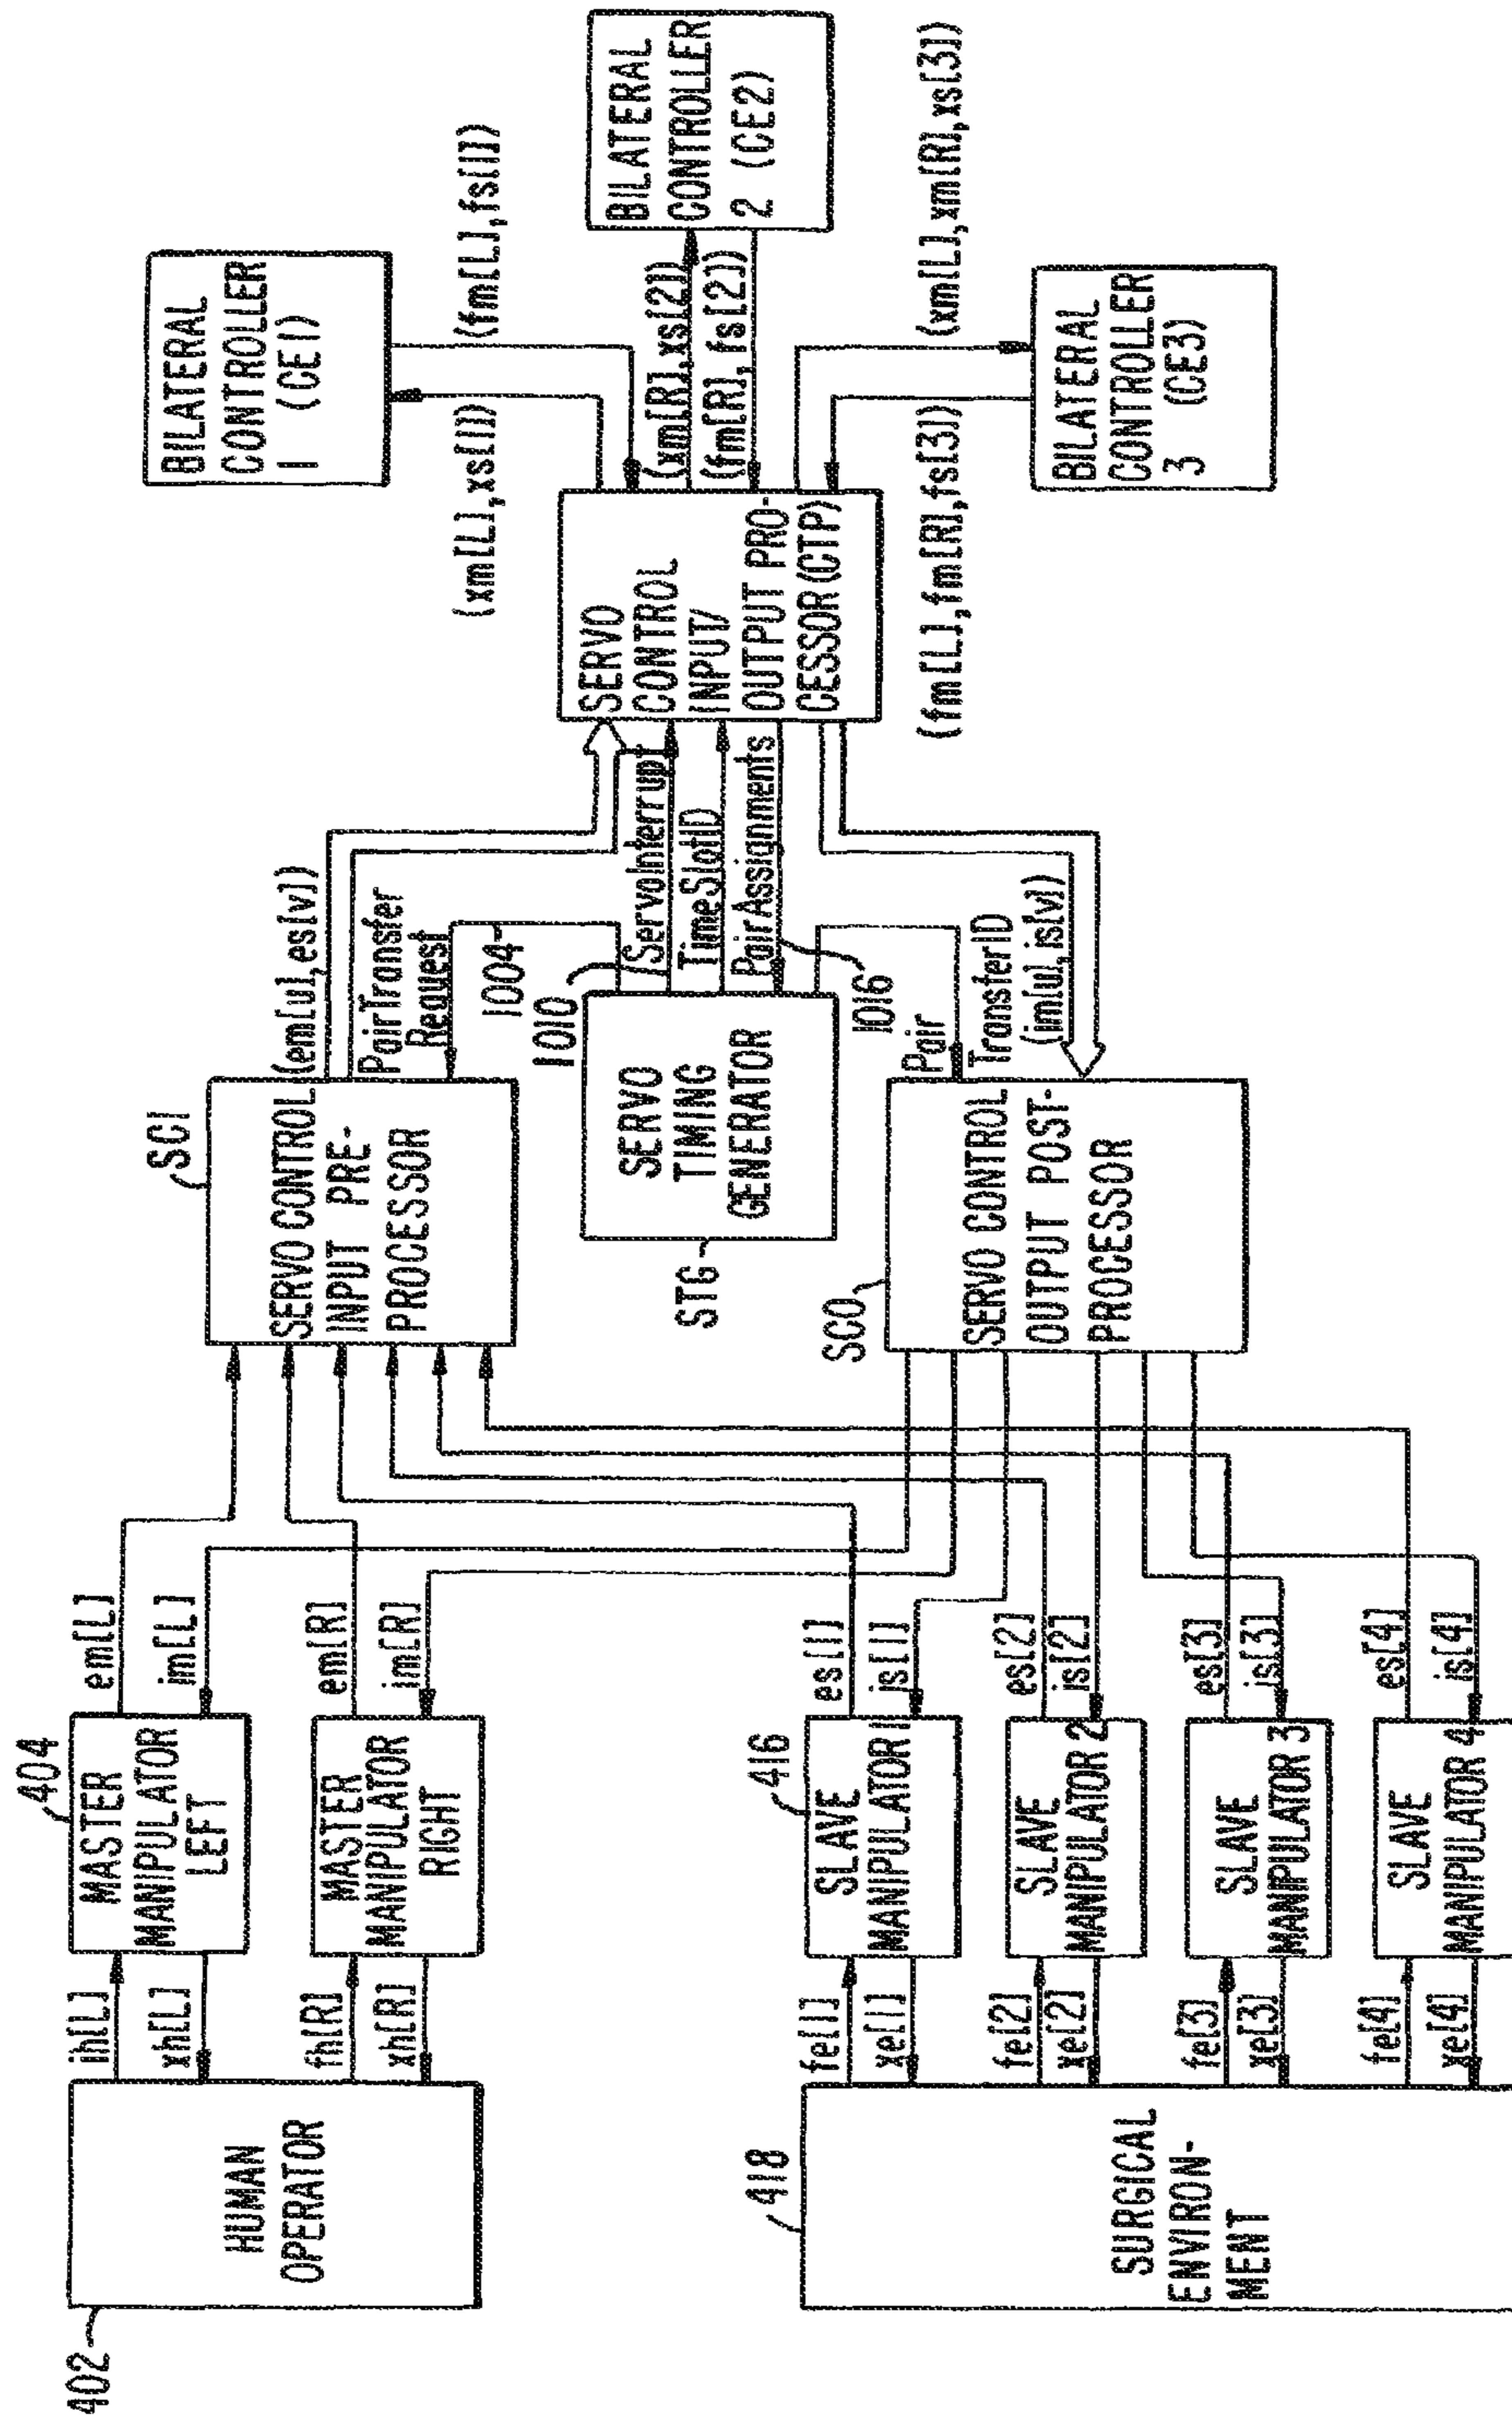 402
HUMAN
OPERATOR
ih[L]
xh[L]
fh[R]
xh[R]
404
MASTER
MANIPULATOR
LEFT
MASTER
MANIPULATOR
RIGHT
em[L]
im[L]
em[R]
im[R]
418
SURGICAL
ENVIRON-
MENT
fe[1]
xe[1]
fe[2]
xe[2]
fe[3]
xe[3]
fe[4]
xe[4]
416
SLAVE
MANIPULATOR 1
SLAVE
MANIPULATOR 2
SLAVE
MANIPULATOR 3
SLAVE
MANIPULATOR 4
es[1]
is[1]
es[2]
is[2]
es[3]
is[3]
es[4]
is[4]
SCI
SERVO CONTROL
INPUT PRE-
PROCESSOR
(em[u],es[v])
PairTransfer
Request
1004
1010
STG
SERVO
TIMING
GENERATOR
/ServoInterrupt
TimeSlotID
PairAssignments
1016
SCO
SERVO CONTROL
OUTPUT POST-
PROCESSOR
Pair
TransferID
(im[u],is[v])
SERVO
CONTROL
INPUT/
OUTPUT PRO-
CESSOR(CTP)
(xm[L],xs[1])
(fm[L],fs[1])
BILATERAL
CONTROLLER
1 (CE1)
(xm[R],xs[2])
(fm[R],fs[2])
BILATERAL
CONTROLLER
2 (CE2)
(fm[L],fm[R],fs[3])
(xm[L],xm[R],xs[3])
BILATERAL
CONTROLLER
3 (CE3)